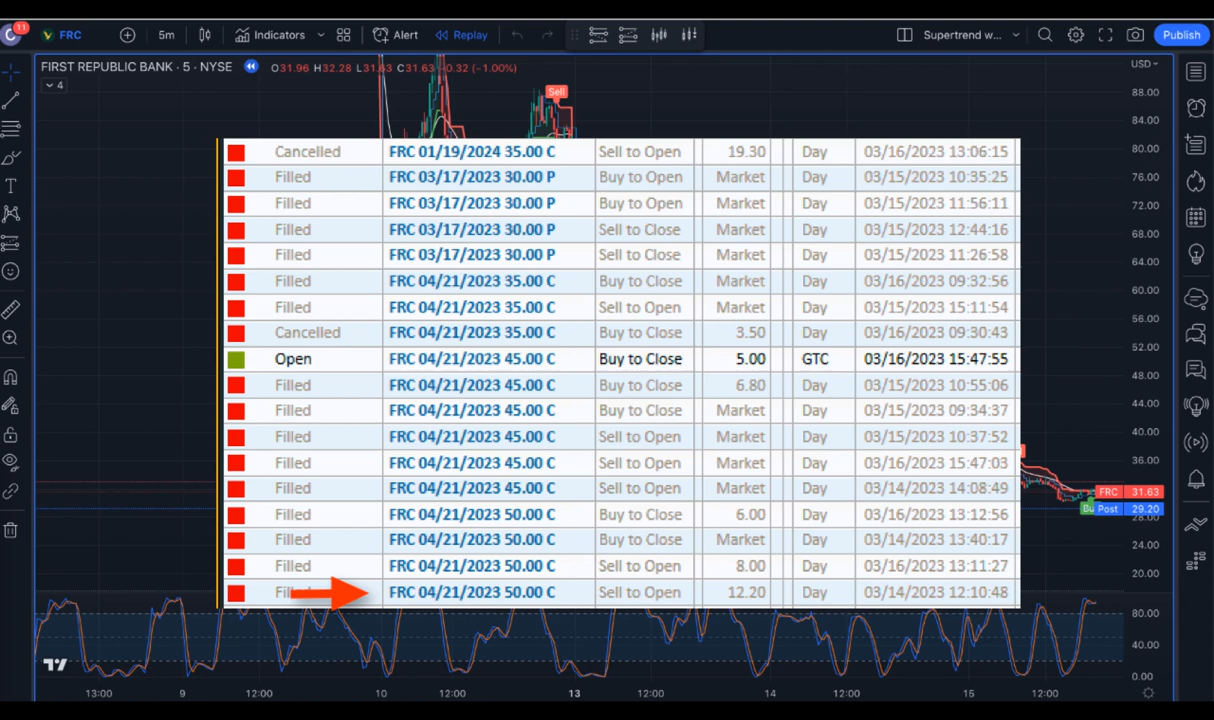 11
C
FRC
5m
Indicators
Alert
Replay
Supertrend w...
Publish
FIRST REPUBLIC BANK · 5 · NYSE O31.96 H32.28 L31.63 C31.63 -0.32 (-1.00%)
USD
4
Sell
88.00
84.00
80.00
76.00
72.00
68.00
64.00
60.00
56.00
52.00
48.00
44.00
40.00
36.00
FRC 31.63
Post 29.20
28.00
24.00
20.00
80.00
40.00
0.00
Cancelled FRC 01/19/2024 35.00 C Sell to Open 19.30 Day 03/16/2023 13:06:15
Filled FRC 03/17/2023 30.00 P Buy to Open Market Day 03/15/2023 10:35:25
Filled FRC 03/17/2023 30.00 P Buy to Open Market Day 03/15/2023 11:56:11
Filled FRC 03/17/2023 30.00 P Sell to Close Market Day 03/15/2023 12:44:16
Filled FRC 03/17/2023 30.00 P Sell to Close Market Day 03/15/2023 11:26:58
Filled FRC 04/21/2023 35.00 C Buy to Close Market Day 03/16/2023 09:32:56
Filled FRC 04/21/2023 35.00 C Sell to Open Market Day 03/15/2023 15:11:54
Cancelled FRC 04/21/2023 35.00 C Buy to Close 3.50 Day 03/16/2023 09:30:43
Open FRC 04/21/2023 45.00 C Buy to Close 5.00 GTC 03/16/2023 15:47:55
Filled FRC 04/21/2023 45.00 C Buy to Close 6.80 Day 03/15/2023 10:55:06
Filled FRC 04/21/2023 45.00 C Buy to Close Market Day 03/15/2023 09:34:37
Filled FRC 04/21/2023 45.00 C Sell to Open Market Day 03/15/2023 10:37:52
Filled FRC 04/21/2023 45.00 C Sell to Open Market Day 03/16/2023 15:47:03
Filled FRC 04/21/2023 45.00 C Sell to Open Market Day 03/14/2023 14:08:49
Filled FRC 04/21/2023 50.00 C Buy to Close 6.00 Day 03/14/2023 13:12:56
Filled FRC 04/21/2023 50.00 C Buy to Close Market Day 03/14/2023 13:40:17
Filled FRC 04/21/2023 50.00 C Sell to Open 8.00 Day 03/14/2023 13:11:27
Filled FRC 04/21/2023 50.00 C Sell to Open 12.20 Day 03/14/2023 12:10:48
13:00 9 12:00 10 12:00 13 12:00 14 12:00 15 12:00